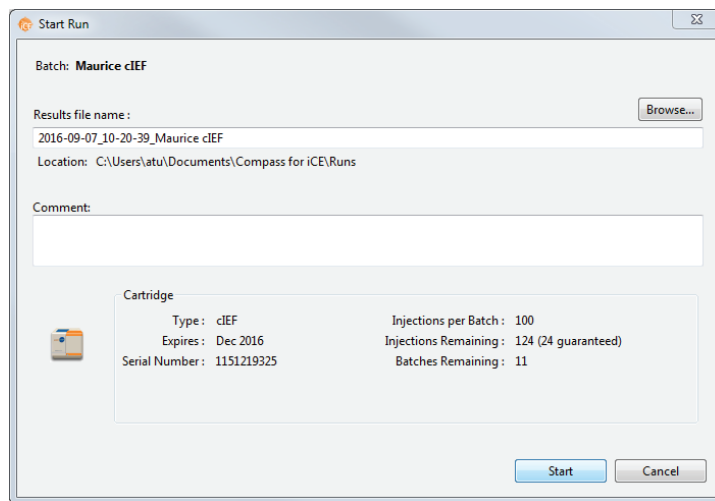 Start Run
Batch: Maurice cIEF
Results file name :
Browse...
2016-09-07_10-20-39_Maurice cIEF
Location: C:\Users\atu\Documents\Compass for iCE\Runs
Comment:
Cartridge
Type : cIEF Injections per Batch : 100
Expires : Dec 2016 Injections Remaining : 124 (24 guaranteed)
Serial Number : 1151219325 Batches Remaining : 11
Start Cancel